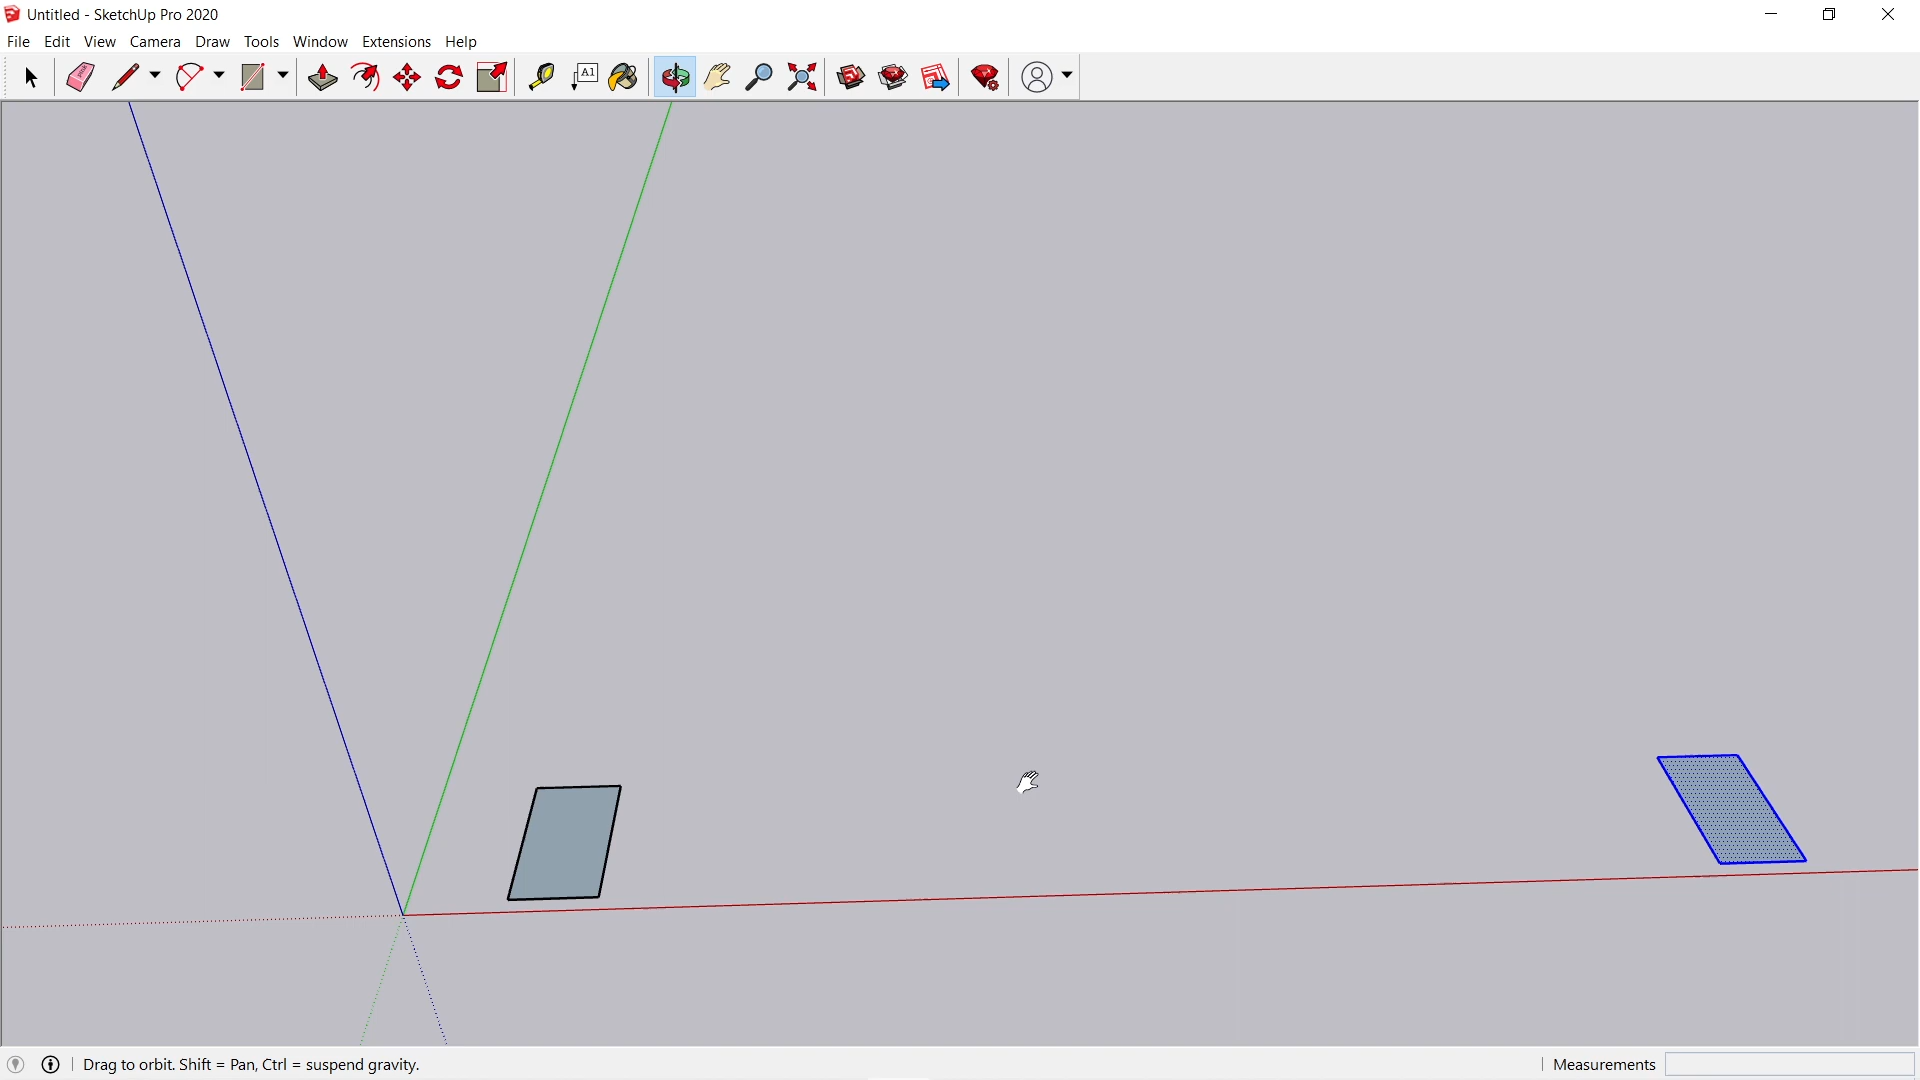 Untitled - SketchUp Pro 2020
File Edit View Camera Draw Tools Window Extensions Help
A1
Drag to orbit. Shift = Pan, Ctrl = suspend gravity.
Measurements